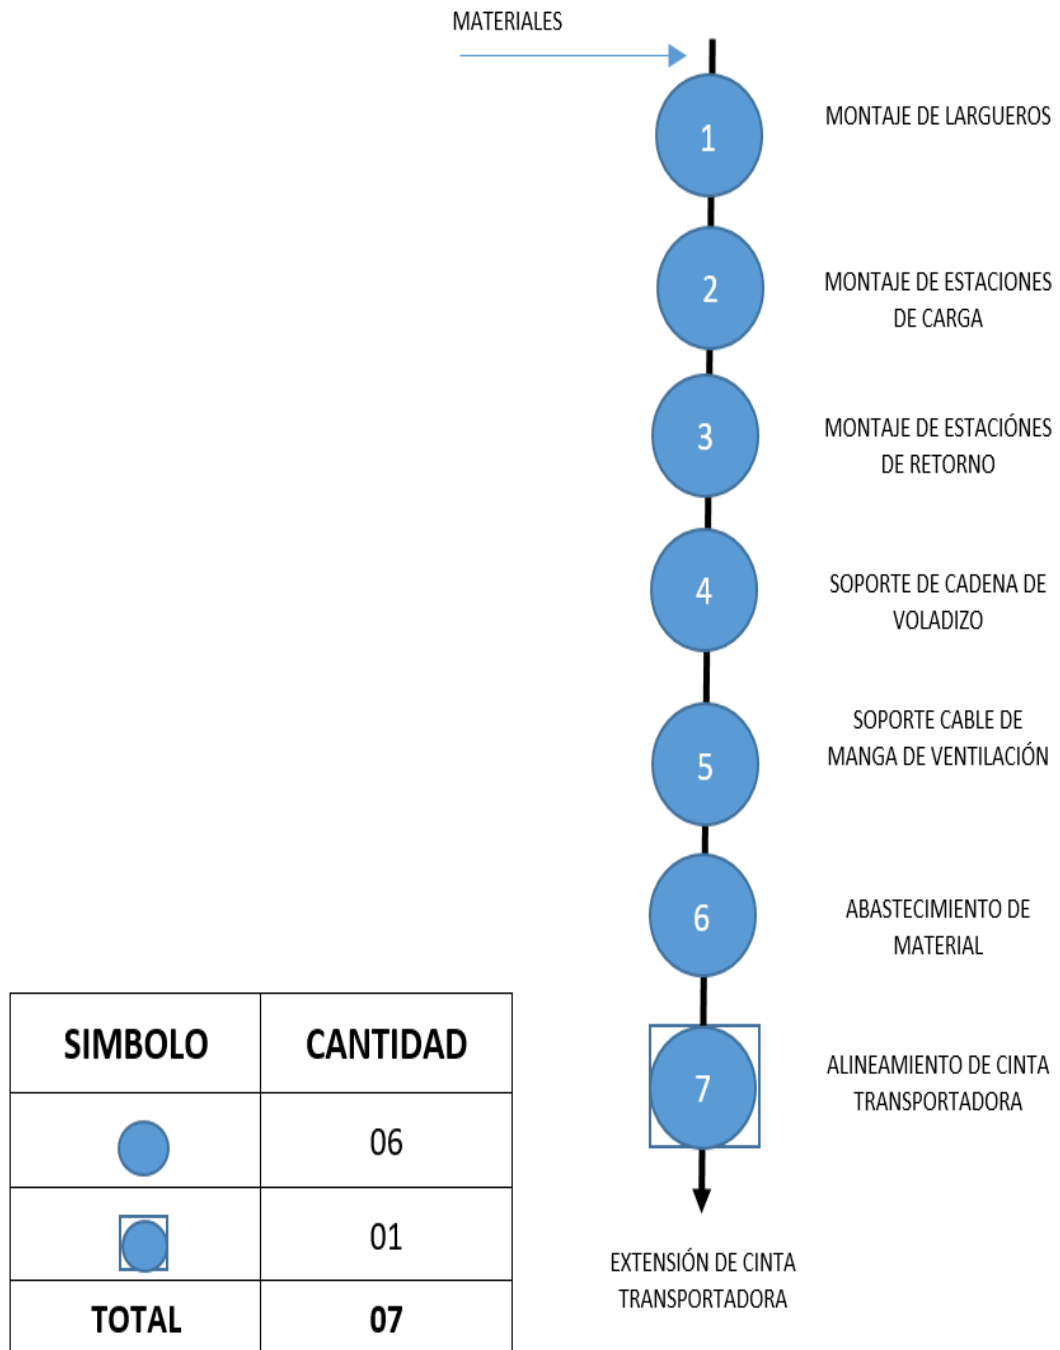 MATERIALES
1
MONTAJE DE LARGUEROS
2
MONTAJE DE ESTACIONES
DE CARGA
3
MONTAJE DE ESTACIÓNES
DE RETORNO
4
SOPORTE DE CADENA DE
VOLADIZO
5
SOPORTE CABLE DE
MANGA DE VENTILACIÓN
6
ABASTECIMIENTO DE
MATERIAL
7
ALINEAMIENTO DE CINTA
TRANSPORTADORA
EXTENSIÓN DE CINTA
TRANSPORTADORA
SIMBOLO CANTIDAD
06
01
TOTAL 07